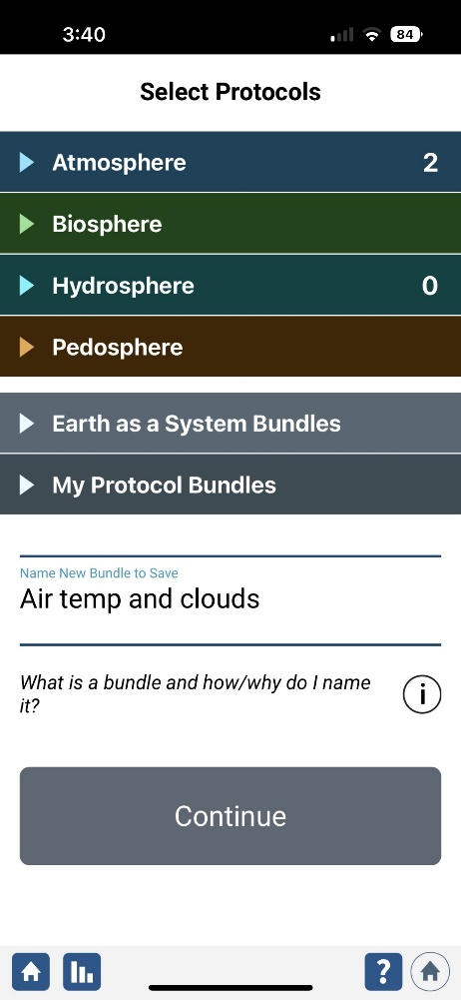 3:40
84
Select Protocols
Atmosphere 2
Biosphere
Hydrosphere 0
Pedosphere
Earth as a System Bundles
My Protocol Bundles
Name New Bundle to Save
Air temp and clouds
What is a bundle and how/why do I name
it?
i
Continue
?